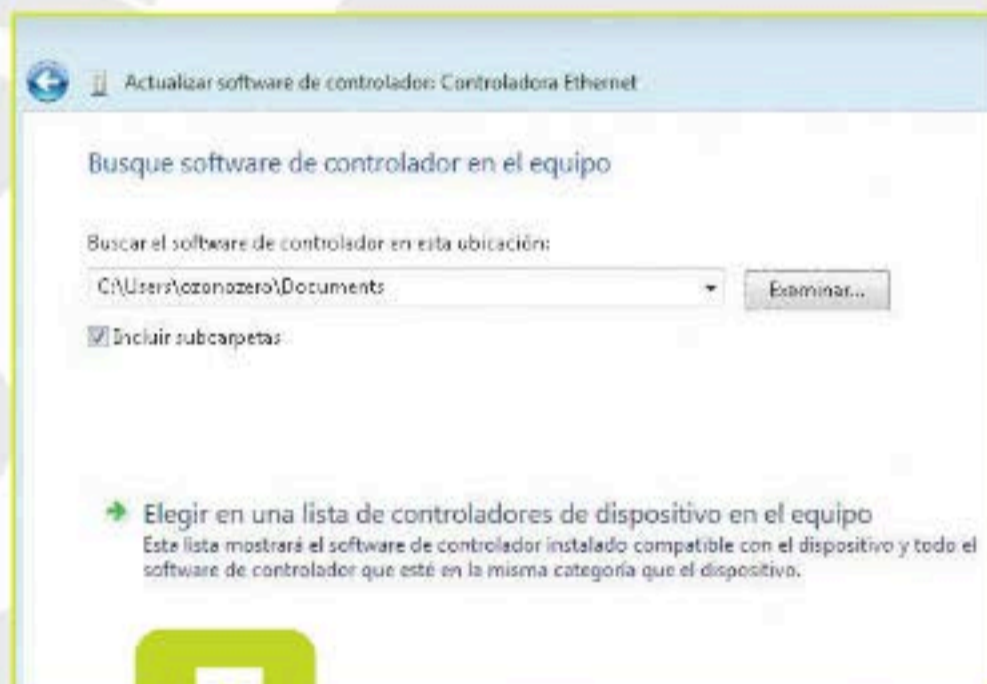 Actualizar software de controlador: Controladora Ethernet
Busque software de controlador en el equipo
Buscar el software de controlador en esta ubicación:
C:\Users\ozonozero\Documents
Examinar...
Incluir subcarpetas
Elegir en una lista de controladores de dispositivo en el equipo
Esta lista mostrará el software de controlador instalado compatible con el dispositivo y todo el
software de controlador que esté en la misma categoría que el dispositivo.